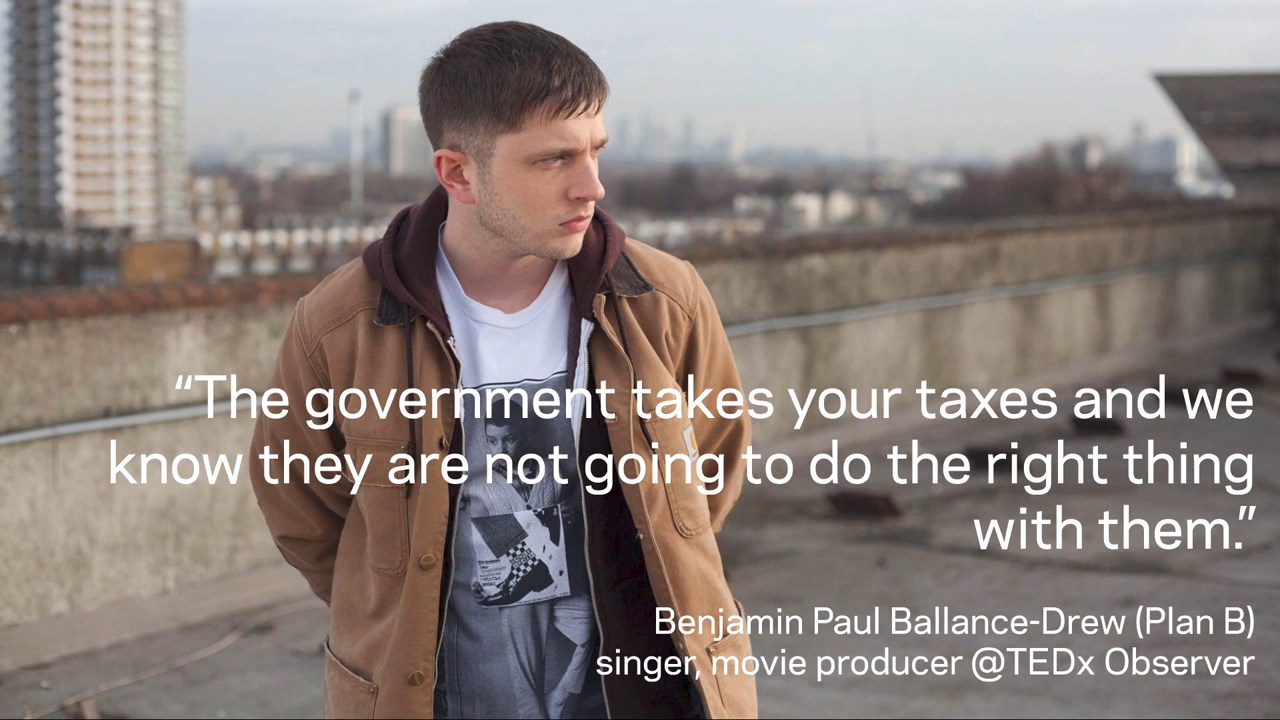 “The government takes your taxes and we
know they are not going to do the right thing
with them.”
Benjamin Paul Ballance-Drew (Plan B)
singer, movie producer @TEDx Observer